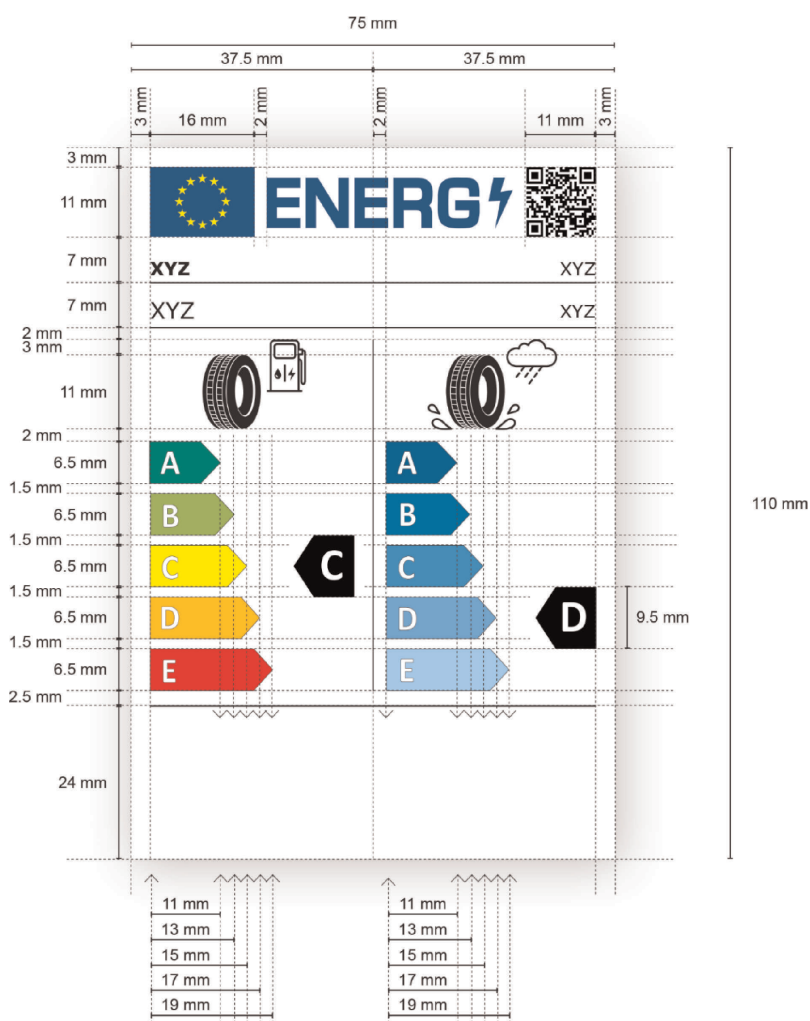 75 mm
37.5 mm 37.5 mm
3 mm 16 mm 2 mm 2 mm 11 mm 3 mm
3 mm
11 mm ENERG
7 mm XYZ XYZ
7 mm XYZ XYZ
2 mm
3 mm
11 mm
2 mm
6.5 mm A A
1.5 mm
6.5 mm B B
110 mm
1.5 mm
6.5 mm C C C
1.5 mm
6.5 mm D D D 9.5 mm
1.5 mm
6.5 mm E E
2.5 mm
24 mm
11 mm 11 mm
13 mm 13 mm
15 mm 15 mm
17 mm 17 mm
19 mm 19 mm